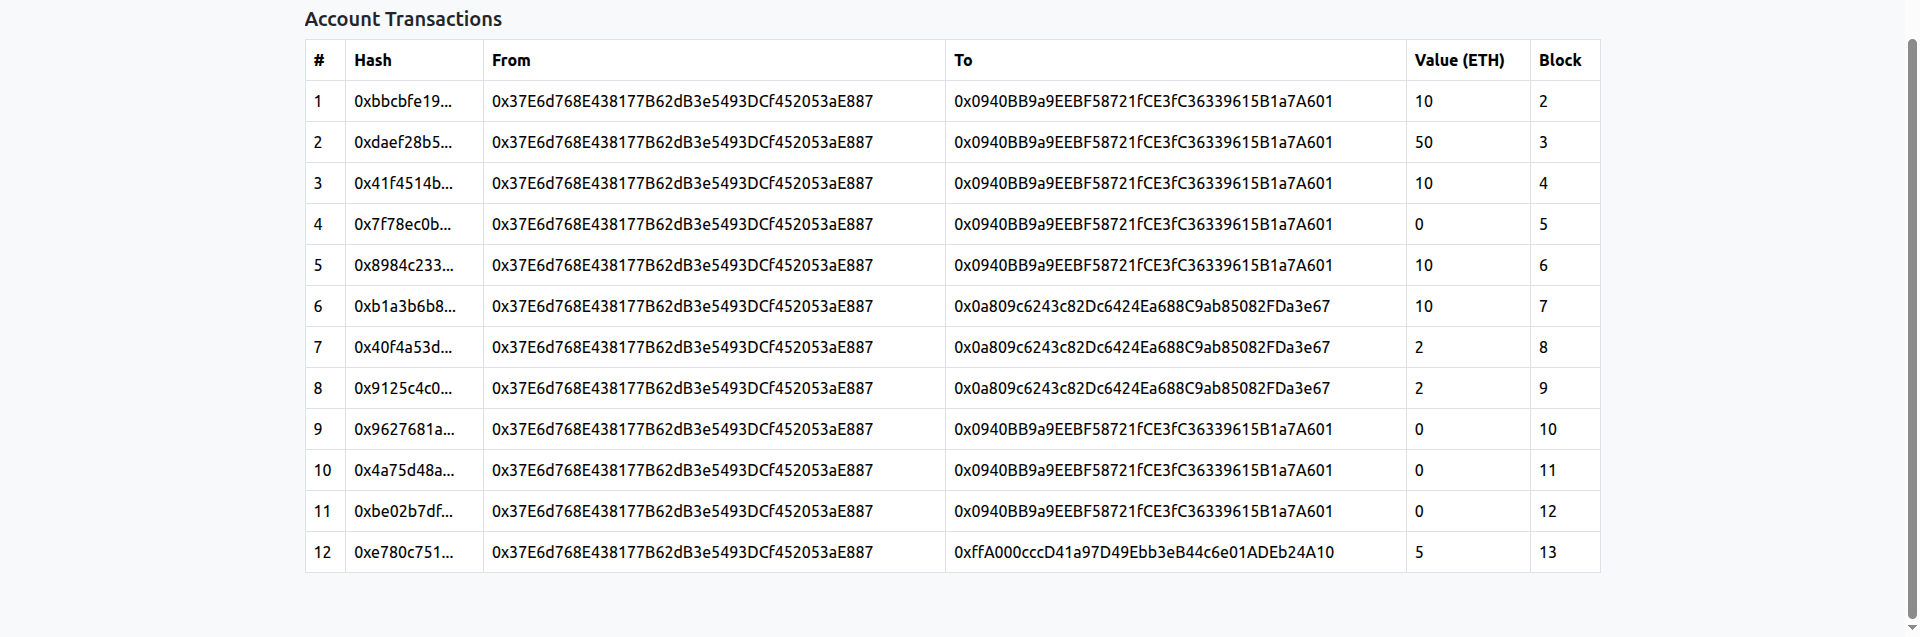 Account Transactions
# Hash From To Value (ETH) Block
1 0xbbcbfe19... 0x37E6d768E438177B62dB3e5493DCf452053aE887 0x0940BB9a9EEBF58721fCE3fC36339615B1a7A601 10 2
2 0xdaef28b5... 0x37E6d768E438177B62dB3e5493DCf452053aE887 0x0940BB9a9EEBF58721fCE3fC36339615B1a7A601 50 3
3 0x41f4514b... 0x37E6d768E438177B62dB3e5493DCf452053aE887 0x0940BB9a9EEBF58721fCE3fC36339615B1a7A601 10 4
4 0x7f78ec0b... 0x37E6d768E438177B62dB3e5493DCf452053aE887 0x0940BB9a9EEBF58721fCE3fC36339615B1a7A601 0 5
5 0x8984c233... 0x37E6d768E438177B62dB3e5493DCf452053aE887 0x0940BB9a9EEBF58721fCE3fC36339615B1a7A601 10 6
6 0xb1a3b6b8... 0x37E6d768E438177B62dB3e5493DCf452053aE887 0x0a809c6243c82Dc6424Ea688C9ab85082FDa3e67 10 7
7 0x40f4a53d... 0x37E6d768E438177B62dB3e5493DCf452053aE887 0x0a809c6243c82Dc6424Ea688C9ab85082FDa3e67 2 8
8 0x9125c4c0... 0x37E6d768E438177B62dB3e5493DCf452053aE887 0x0a809c6243c82Dc6424Ea688C9ab85082FDa3e67 2 9
9 0x9627681a... 0x37E6d768E438177B62dB3e5493DCf452053aE887 0x0940BB9a9EEBF58721fCE3fC36339615B1a7A601 0 10
10 0x4a75d48a... 0x37E6d768E438177B62dB3e5493DCf452053aE887 0x0940BB9a9EEBF58721fCE3fC36339615B1a7A601 0 11
11 0xbe02b7df... 0x37E6d768E438177B62dB3e5493DCf452053aE887 0x0940BB9a9EEBF58721fCE3fC36339615B1a7A601 0 12
12 0xe780c751... 0x37E6d768E438177B62dB3e5493DCf452053aE887 0xffA000cccD41a97D49Ebb3eB44c6e01ADEb24A10 5 13